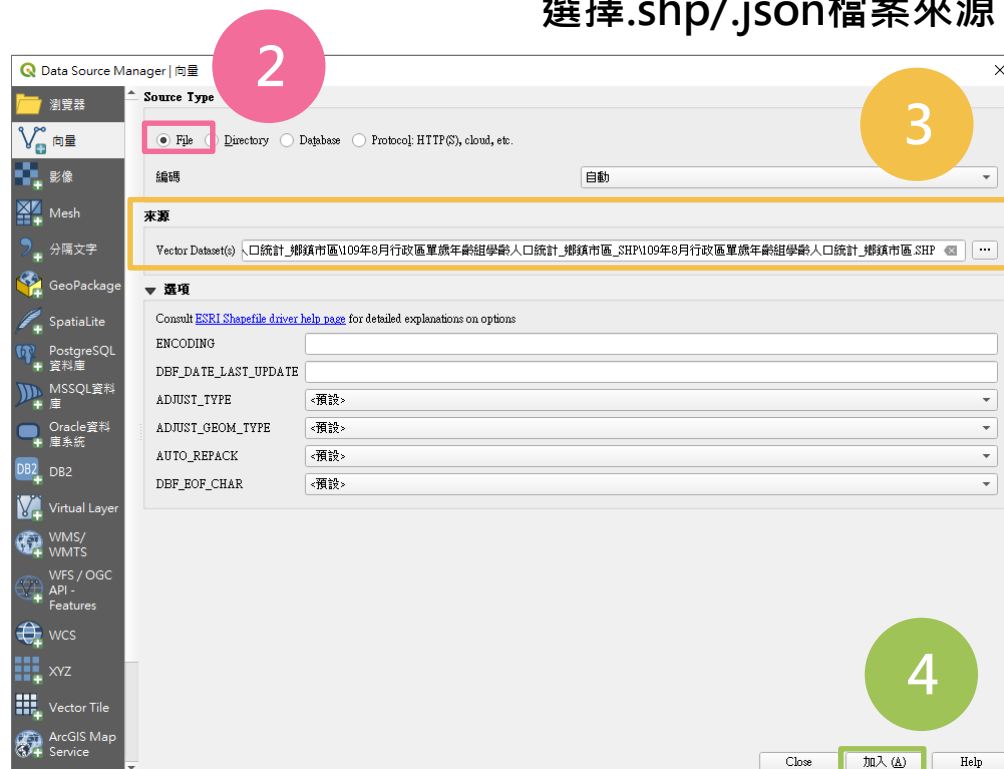 選擇.shp/.json檔案來源
2
Data Source Manager | 向量
瀏覽器
向量
影像
Mesh
分隔文字
GeoPackage
SpatiaLite
PostgreSQL
資料庫
MSSQL資料
庫
Oracle資料
庫系統
DB2
DB2
Virtual Layer
WMS/
WMTS
WFS / OGC
API -
Features
WCS
XYZ
Vector Tile
ArcGIS Map
Service
Source Type
File Directory Database Protocol: HTTP(S), cloud, etc.
3
編碼 自動
來源
Vector Dataset(s) 人口統計_鄉鎮市區\109年8月行政區單歲年齡組學齡人口統計_鄉鎮市區_SHP\109年8月行政區單歲年齡組學齡人口統計_鄉鎮市區.SHP ...
選項
Consult ESRI Shapefile driver help page for detailed explanations on options
ENCODING
DBF_DATE_LAST_UPDATE
ADJUST_TYPE <預設>
ADJUST_GEOM_TYPE <預設>
AUTO_REPACK <預設>
DBF_EOF_CHAR <預設>
4
Close 加入 (A) Help